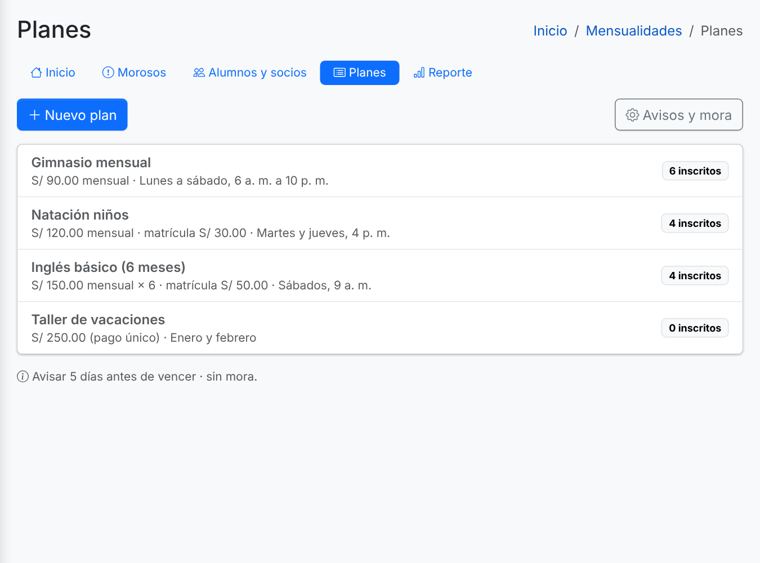 Planes
Inicio / Mensualidades / Planes
Inicio Morosos Alumnos y socios Planes Reporte
+ Nuevo plan
Avisos y mora
Gimnasio mensual
S/ 90.00 mensual · Lunes a sábado, 6 a. m. a 10 p. m.
6 inscritos
Natación niños
S/ 120.00 mensual · matrícula S/ 30.00 · Martes y jueves, 4 p. m.
4 inscritos
Inglés básico (6 meses)
S/ 150.00 mensual × 6 · matrícula S/ 50.00 · Sábados, 9 a. m.
4 inscritos
Taller de vacaciones
S/ 250.00 (pago único) · Enero y febrero
0 inscritos
Avisar 5 días antes de vencer · sin mora.